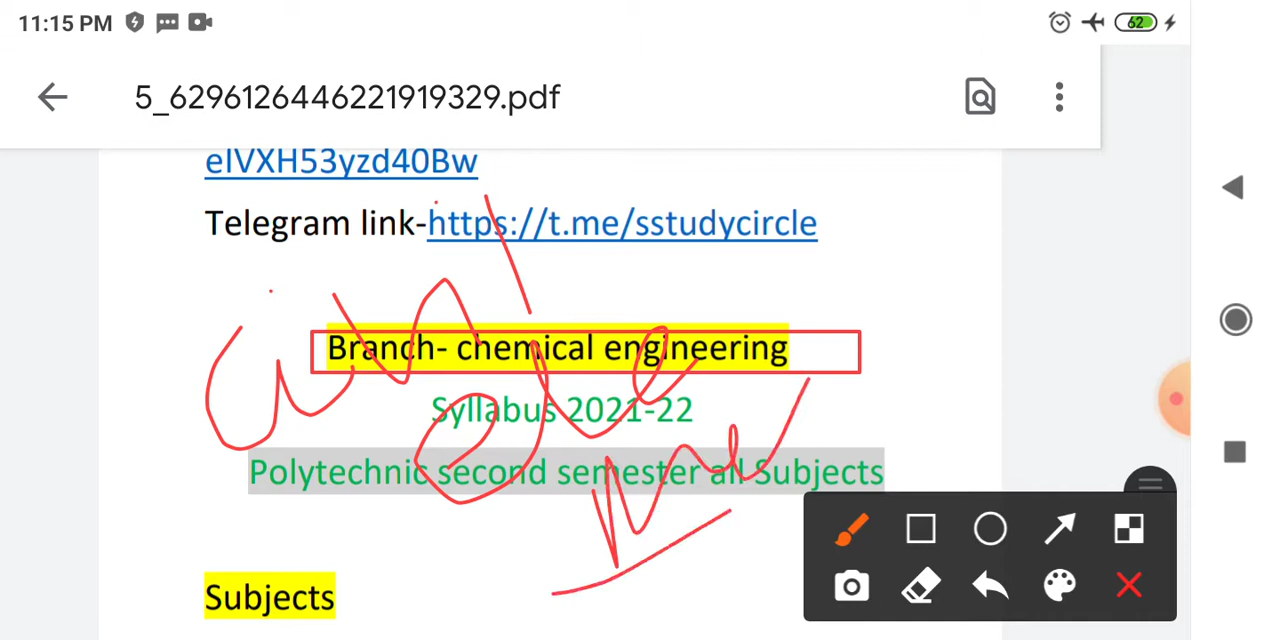 11:15 PM 62
5_6296126446221919329.pdf
eIVXH53yzd40Bw
Telegram link-https://t.me/sstudycircle
Branch- chemical engineering
Syllabus 2021-22
Polytechnic second semester all Subjects
Subjects